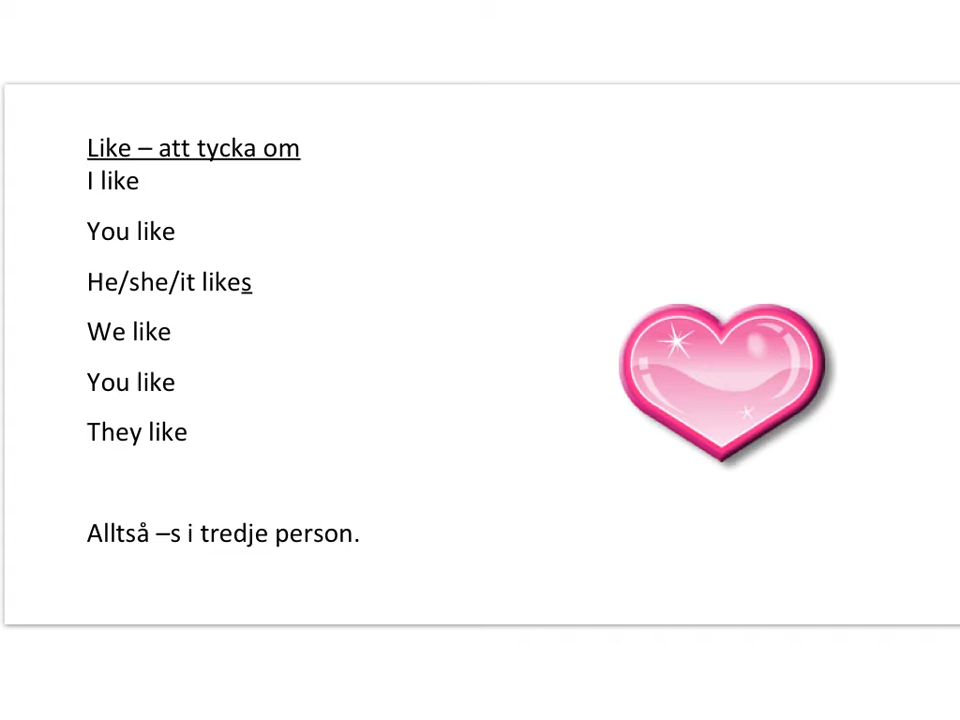 Like – att tycka om
I like
You like
He/she/it likes
We like
You like
They like
Alltså –s i tredje person.